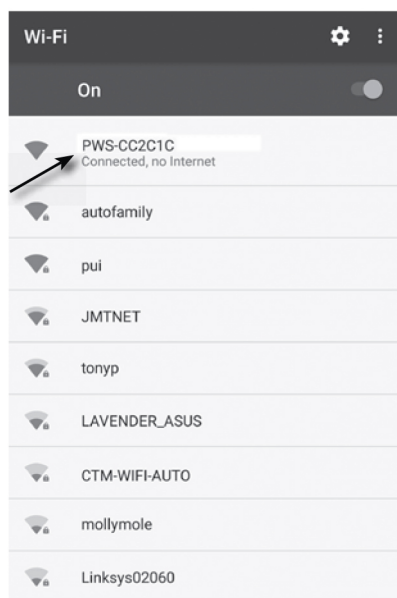 Wi-Fi
On
PWS-CC2C1C
Connected, no Internet
autofamily
pui
JMTNET
tonyp
LAVENDER_ASUS
CTM-WIFI-AUTO
mollymole
Linksys02060